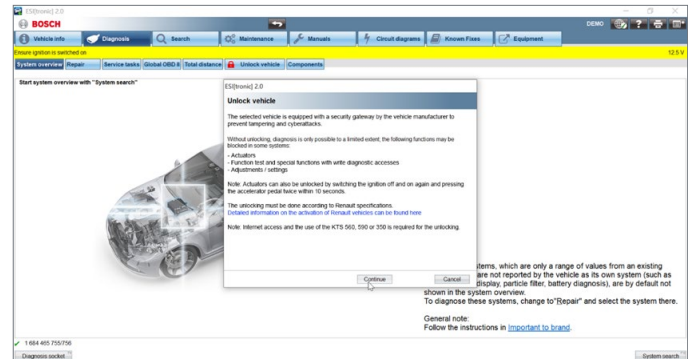 ESI[tronic] 2.0
BOSCH
DEMO
Vehicle info
Diagnosis
Search
Maintenance
Manuals
Circuit diagrams
Known Fixes
Equipment
Ensure ignition is switched on
12.5 V
System overview
Repair
Service tasks
Global OBD II
Total distance
Unlock vehicle
Components
Start system overview with "System search"
ESI[tronic] 2.0
Unlock vehicle
The selected vehicle is equipped with a security gateway by the vehicle manufacturer to
prevent tampering and cyberattacks.
Without unlocking, diagnosis is only possible to a limited extent; the following functions may be
blocked in some systems:
- Actuators
- Function test and special functions with write diagnostic accesses
- Adjustments / settings
Note: Actuators can also be unlocked by switching the ignition off and on again and pressing
the accelerator pedal twice within 10 seconds.
The unlocking must be done according to Renault specifications.
Detailed information on the activation of Renault vehicles can be found here
Note: Internet access and the use of the KTS 560, 590 or 350 is required for the unlocking.
Continue
Cancel
stems, which are only a range of values from an existing
are not reported by the vehicle as its own system (such as
display, particle filter, battery diagnosis), are by default not
shown in the system overview.
To diagnose these systems, change to "Repair" and select the system there.
General note:
Follow the instructions in Important to brand.
1 684 465 755/756
Diagnosis socket
System search